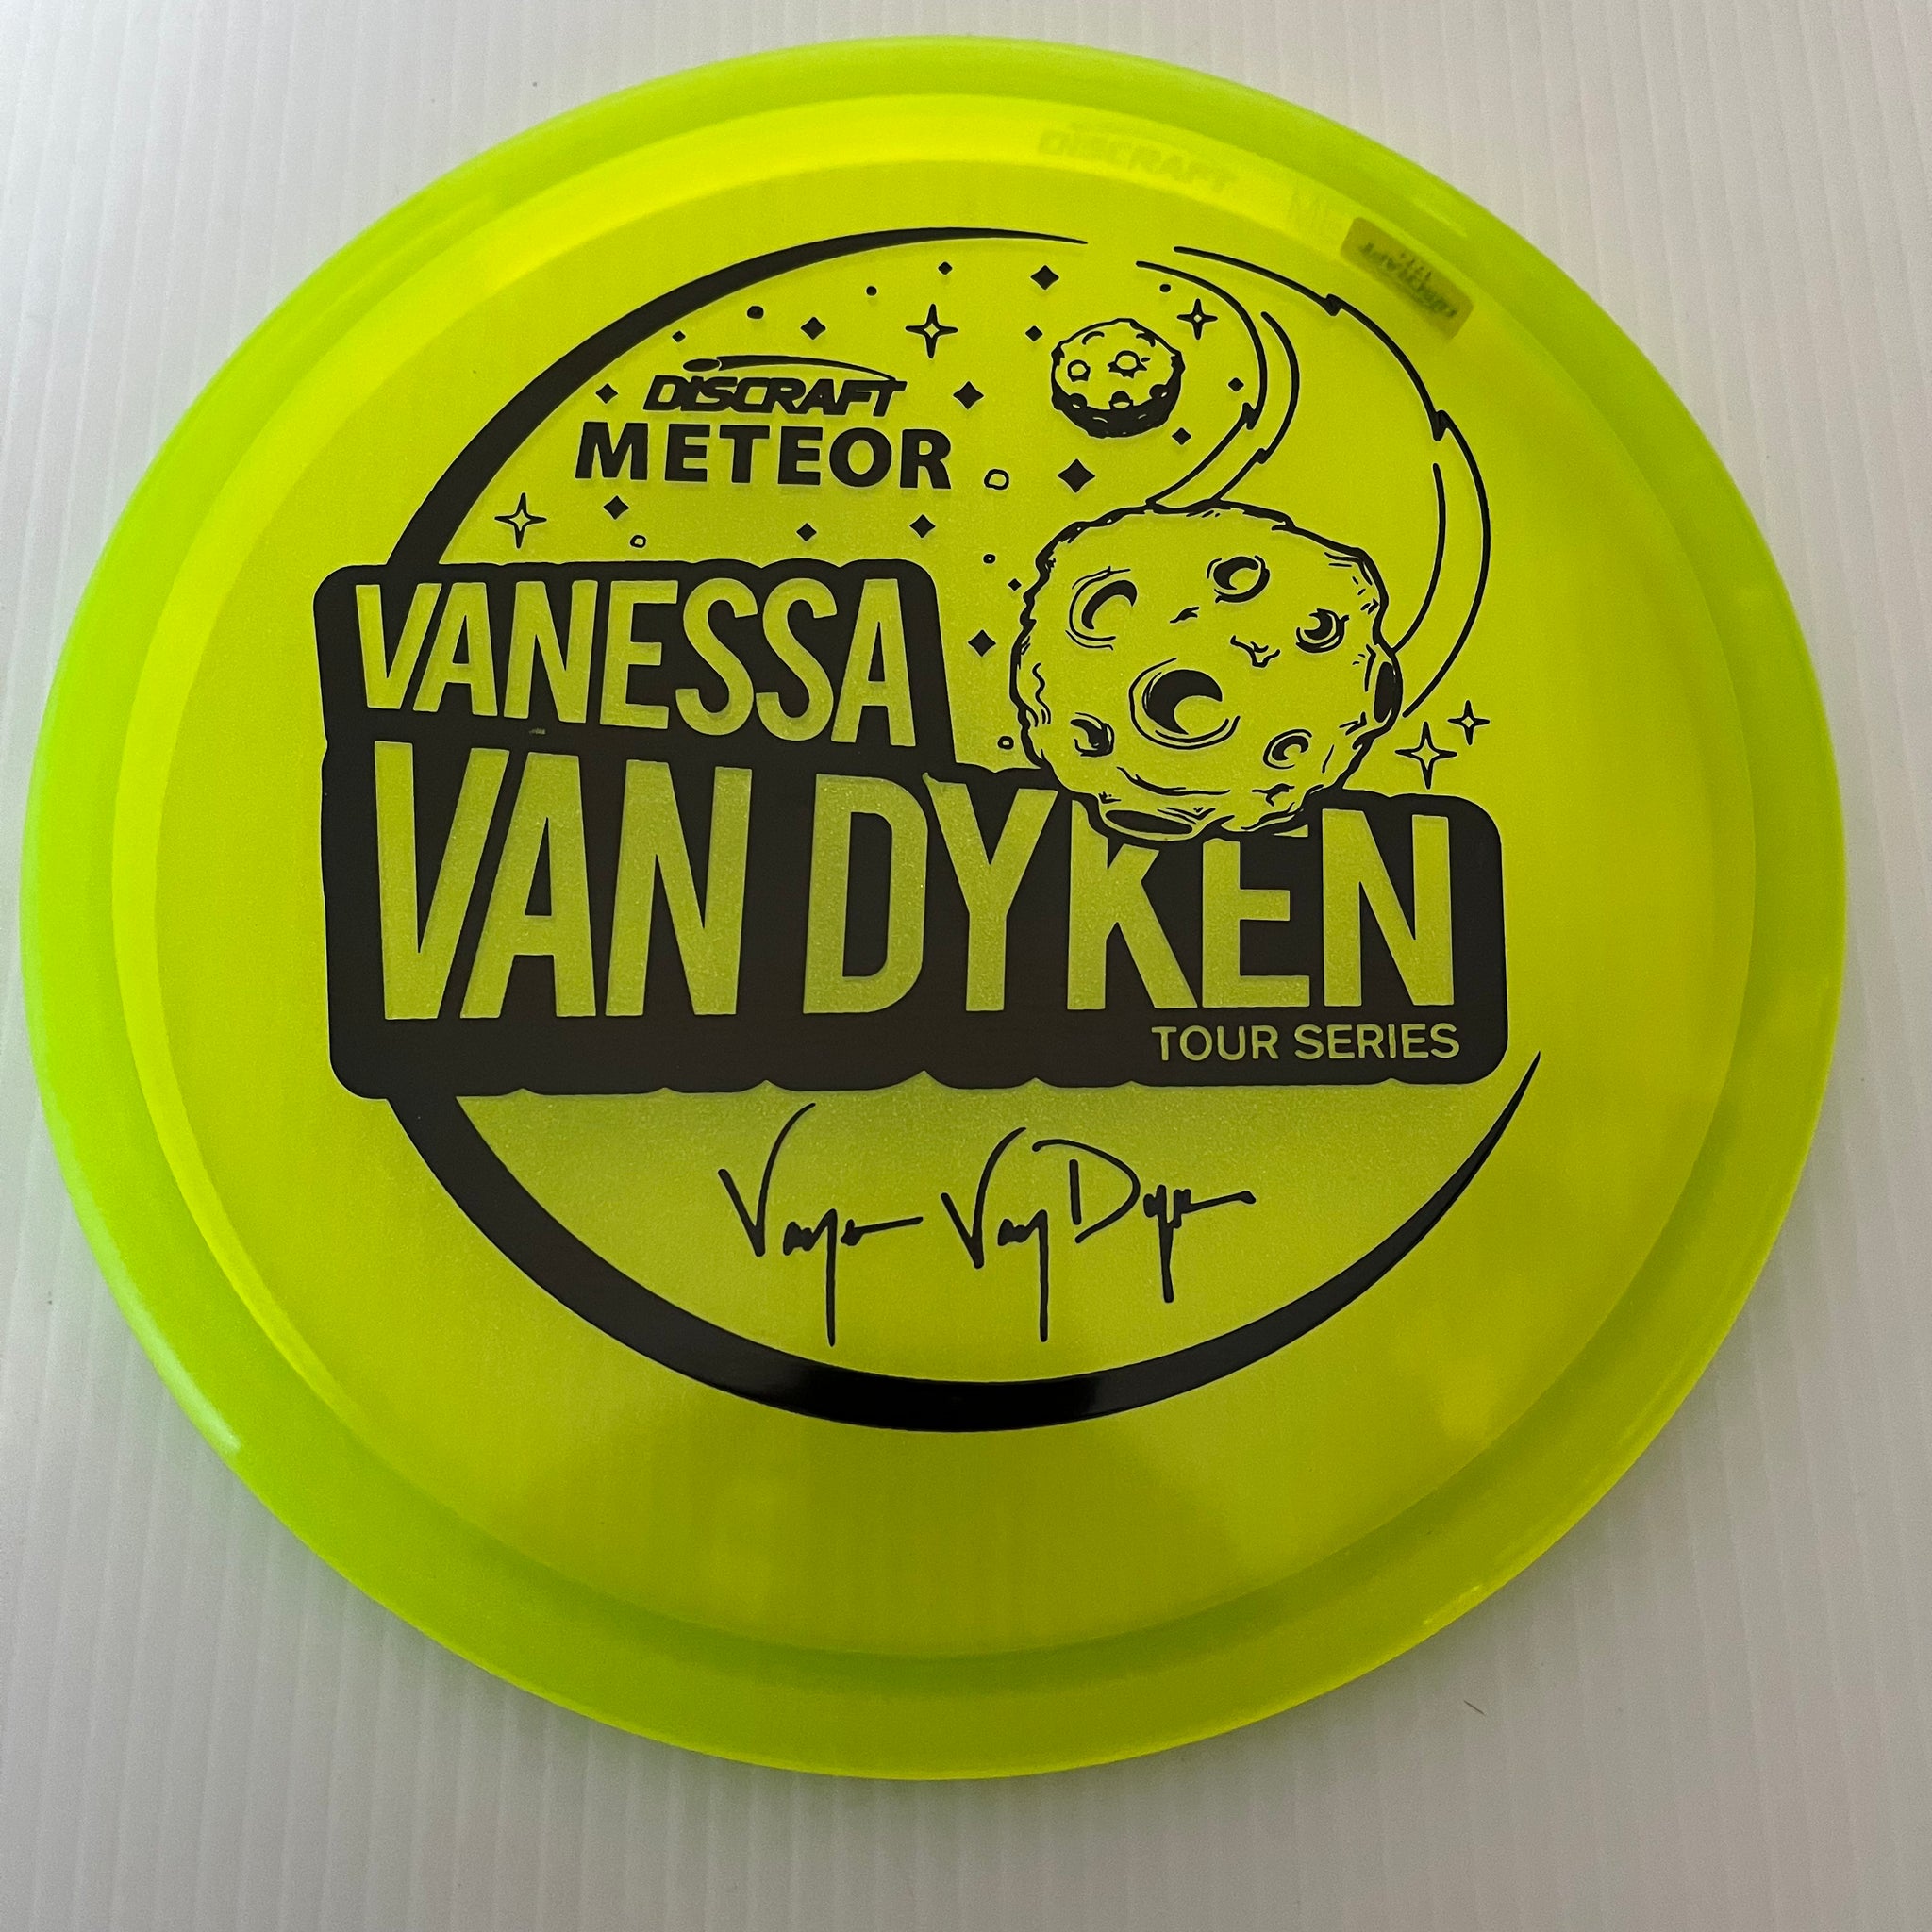 DISCRAFT
DISCRAFT
METEOR
VANESSA
VAN DYKEN
TOUR SERIES